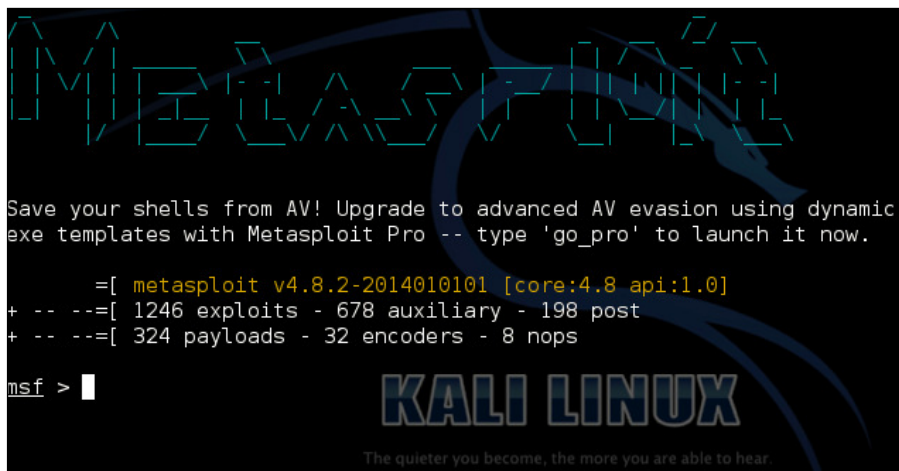 Metasploit
Save your shells from AV! Upgrade to advanced AV evasion using dynamic
exe templates with Metasploit Pro -- type 'go_pro' to launch it now.
=[ metasploit v4.8.2-2014010101 [core:4.8 api:1.0]
+ -- --=[ 1246 exploits - 678 auxiliary - 198 post
+ -- --=[ 324 payloads - 32 encoders - 8 nops
msf >
KALI LINUX
The quieter you become, the more you are able to hear.